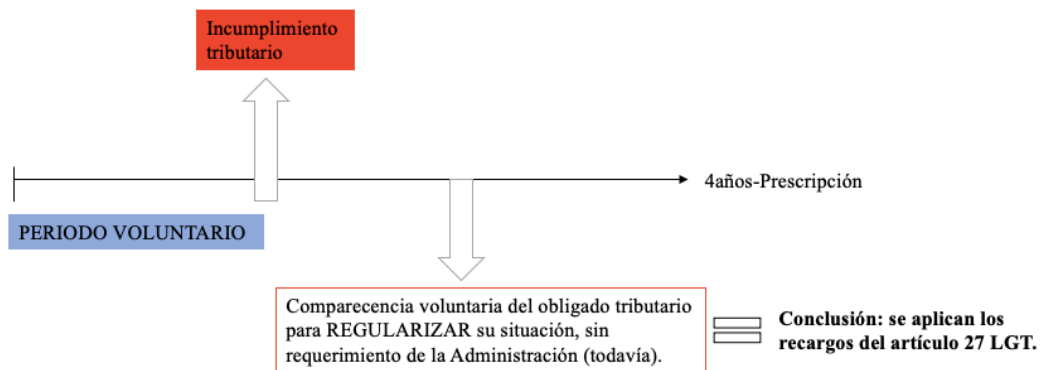 Incumplimiento
tributario
4años-Prescripción
PERIODO VOLUNTARIO
Comparecencia voluntaria del obligado tributario
para REGULARIZAR su situación, sin
requerimiento de la Administración (todavía).
Conclusión: se aplican los
recargos del artículo 27 LGT.